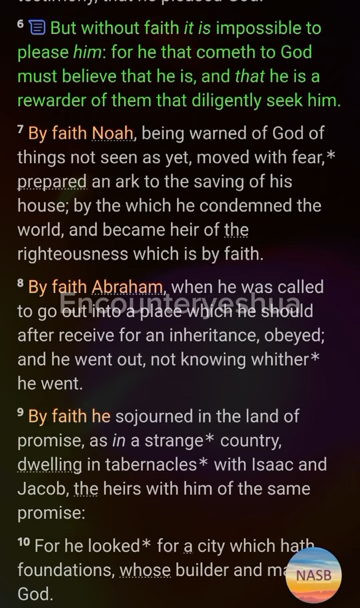 testimony, that he pleased God.
6 But without faith it is impossible to
please him: for he that cometh to God
must believe that he is, and that he is a
rewarder of them that diligently seek him.
7 By faith Noah, being warned of God of
things not seen as yet, moved with fear,*
prepared an ark to the saving of his
house; by the which he condemned the
world, and became heir of the
righteousness which is by faith.
8 By faith Abraham, when he was called
to go out into a place which he should
Encounteryeshua
after receive for an inheritance, obeyed;
and he went out, not knowing whither*
he went.
9 By faith he sojourned in the land of
promise, as in a strange* country,
dwelling in tabernacles* with Isaac and
Jacob, the heirs with him of the same
promise:
10 For he looked* for a city which hath
foundations, whose builder and
NASB
God.